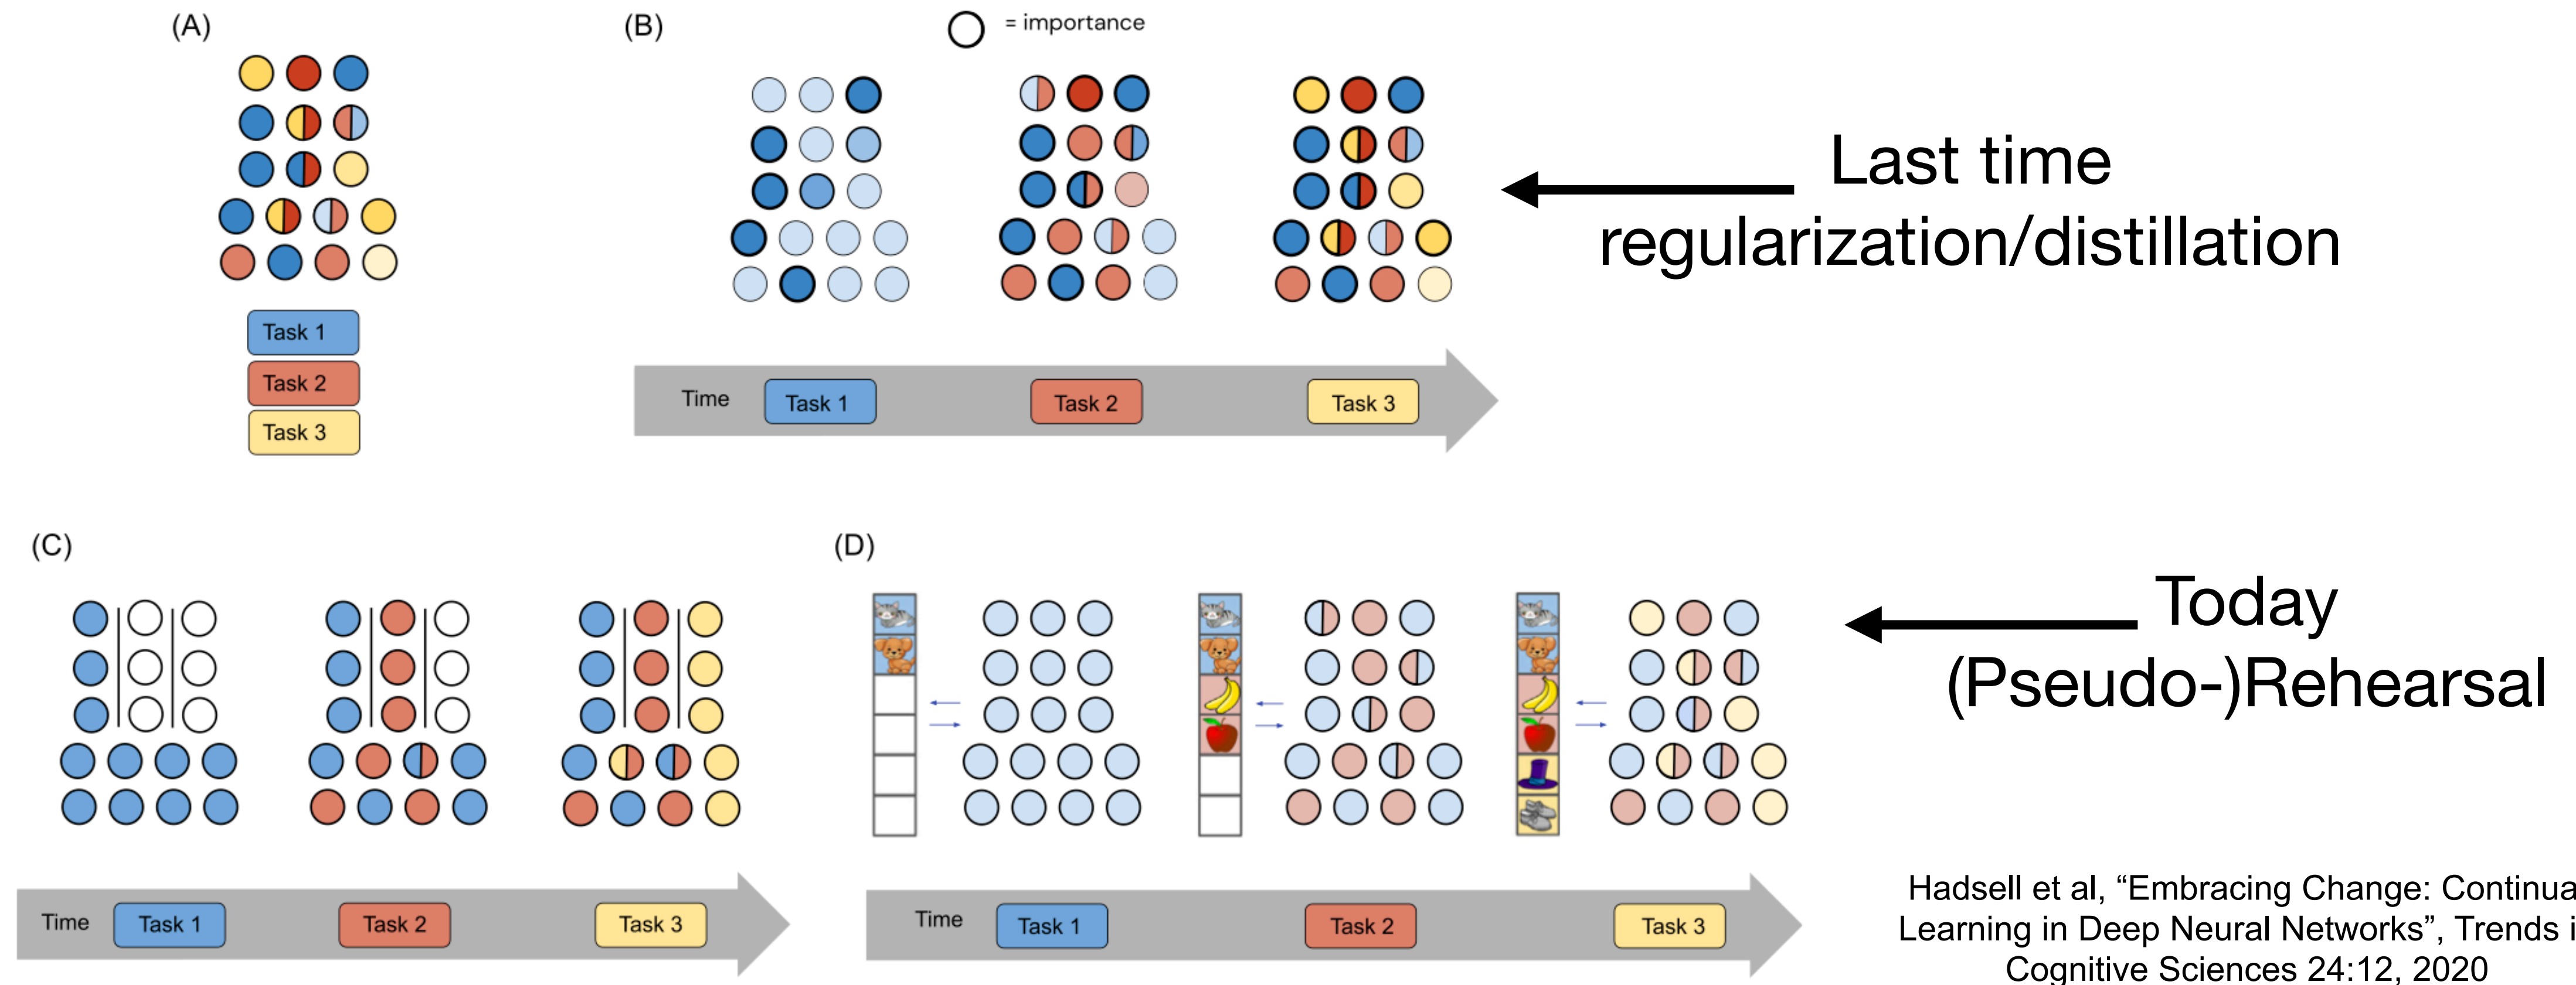 (A)
Task 1
Task 2
Task 3
(B)
= importance
Time
Task 1
Task 2
Task 3
Last time
regularization/distillation
(C)
Time
Task 1
Task 2
Task 3
(D)
Time
Task 1
Task 2
Task 3
Today
(Pseudo-)Rehearsal
Hadsell et al, “Embracing Change: Continua
Learning in Deep Neural Networks”, Trends i
Cognitive Sciences 24:12, 2020